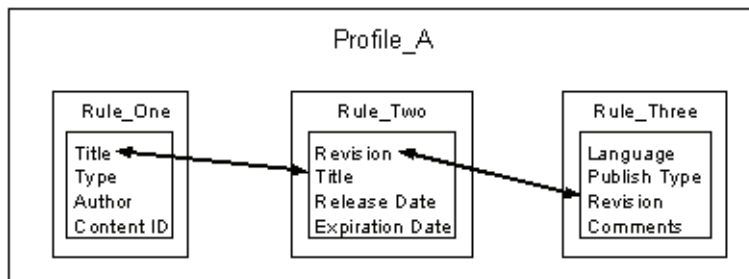 Profile_A
Rule_One
Title
Type
Author
Content ID
Rule_Two
Revision
Title
Release Date
Expiration Date
Rule_Three
Language
Publish Type
Revision
Comments